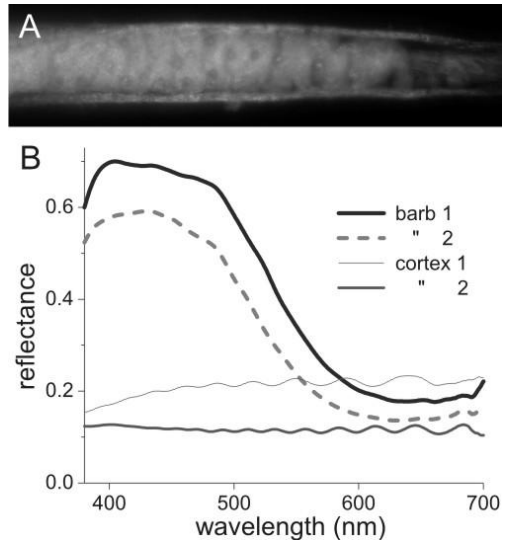 A
B
reflectance
0.6
0.4
0.2
0.0
barb 1
" 2
cortex 1
" 2
400 500 600 700
wavelength (nm)